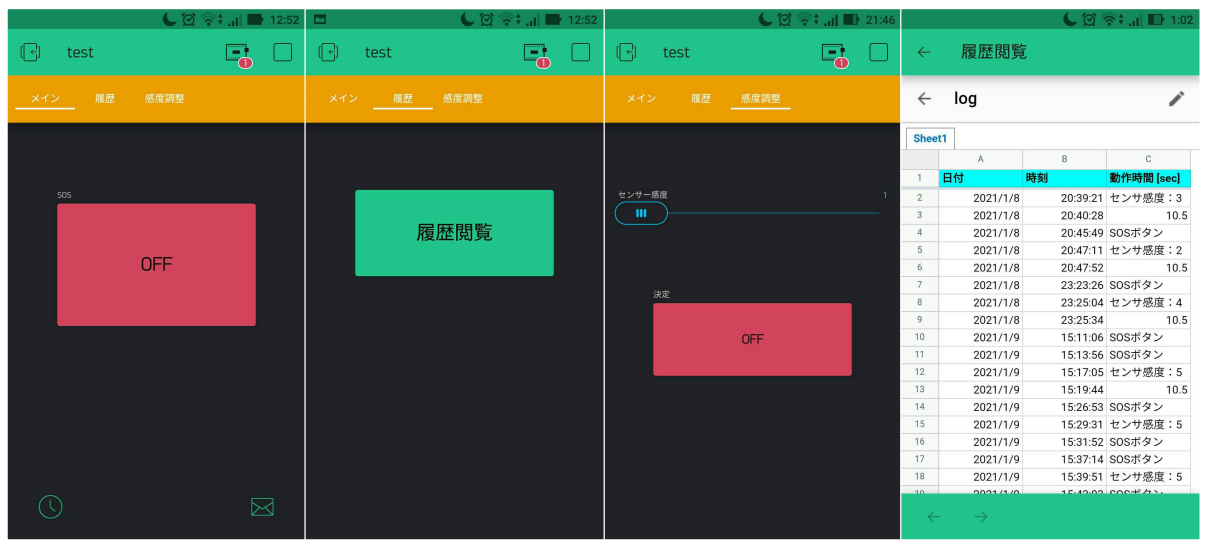 12:52
test
1
メイン 履歴 感度調整
SOS
OFF
12:52
test
1
メイン 履歴 感度調整
履歴閲覧
21:46
test
1
メイン 履歴 感度調整
センサー感度 1
決定
OFF
1:02
履歴閲覧
log
Sheet1
A B C
1 日付 時刻 動作時間 [sec]
2 2021/1/8 20:39:21 センサ感度：3
3 2021/1/8 20:40:28 10.5
4 2021/1/8 20:45:49 SOSボタン
5 2021/1/8 20:47:11 センサ感度：2
6 2021/1/8 20:47:52 10.5
7 2021/1/8 23:23:26 SOSボタン
8 2021/1/8 23:25:04 センサ感度：4
9 2021/1/8 23:25:34 10.5
10 2021/1/9 15:11:06 SOSボタン
11 2021/1/9 15:13:56 SOSボタン
12 2021/1/9 15:17:05 センサ感度：5
13 2021/1/9 15:19:44 10.5
14 2021/1/9 15:26:53 SOSボタン
15 2021/1/9 15:29:31 センサ感度：5
16 2021/1/9 15:31:52 SOSボタン
17 2021/1/9 15:37:14 SOSボタン
18 2021/1/9 15:39:51 センサ感度：5